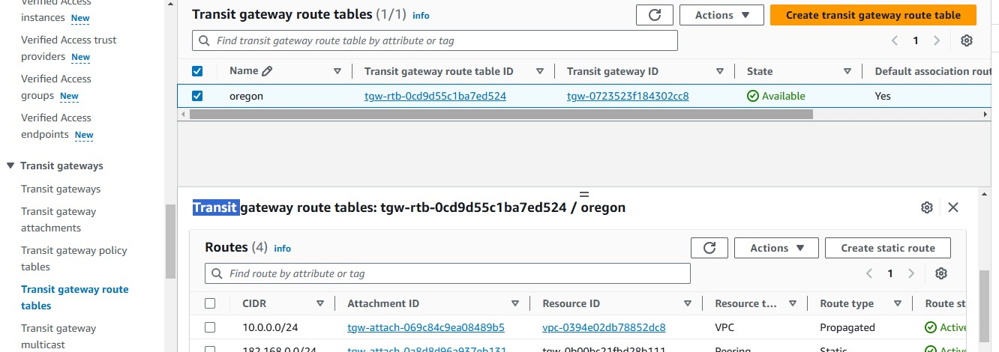 Verified Access
instances New
Verified Access trust
providers New
Verified Access
groups New
Verified Access
endpoints New
Transit gateways
Transit gateways
Transit gateway
attachments
Transit gateway policy
tables
Transit gateway route
tables
Transit gateway
multicast
Transit gateway route tables (1/1) info
Actions
Create transit gateway route table
Find transit gateway route table by attribute or tag
1
Name Transit gateway route table ID Transit gateway ID State Default association rout
oregon tgw-rtb-0cd9d55c1ba7ed524 tgw-0723523f184302cc8 Available Yes
Transit gateway route tables: tgw-rtb-0cd9d55c1ba7ed524 / oregon
Routes (4) info
Actions
Create static route
Find route by attribute or tag
1
CIDR Attachment ID Resource ID Resource t... Route type Route st
10.0.0.0/24 tgw-attach-069c84c9ea08489b5 vpc-0394e02db78852dc8 VPC Propagated Active
182.168.0.0/24 tgw-attach-0a8d8d96a937eb131 tgw-0b00bc21fbd28b111 Peering Static Active